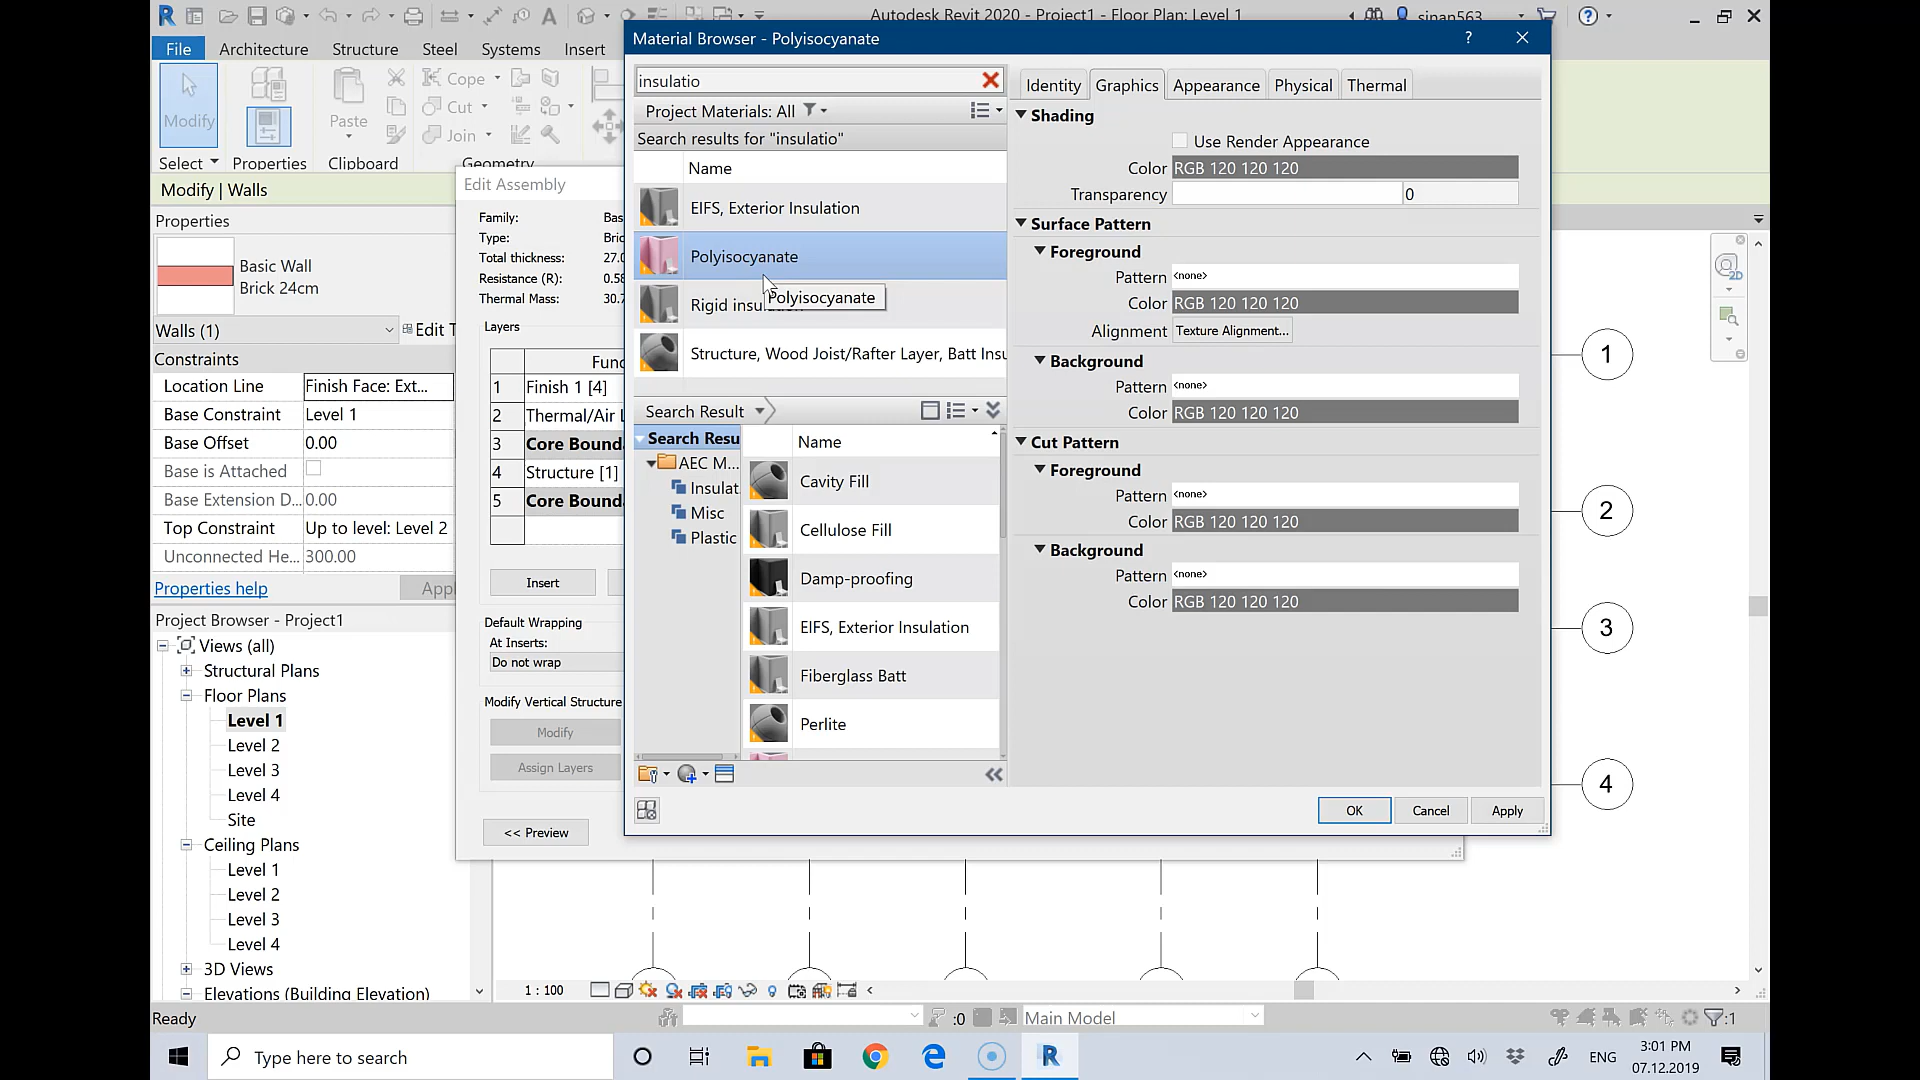 Autodesk Revit 2020 - Project1 - Floor Plan: Level 1
sinan563
File
Architecture
Structure
Steel
Systems
Insert
Modify
Paste
Cope
Cut
Join
Select
Properties
Clipboard
Geometry
Modify | Walls
Properties
Basic Wall
Brick 24cm
Walls (1)
Edit T
Constraints
Location Line
Finish Face: Ext...
Base Constraint
Level 1
Base Offset
0.00
Base is Attached
Base Extension D...
0.00
Top Constraint
Up to level: Level 2
Unconnected He...
300.00
Properties help
Appl
Project Browser - Project1
Views (all)
Structural Plans
Floor Plans
Level 1
Level 2
Level 3
Level 4
Site
Ceiling Plans
Level 1
Level 2
Level 3
Level 4
3D Views
Elevations (Building Elevation)
Edit Assembly
Family:
Bas
Type:
Bric
Total thickness:
27.0
Resistance (R):
0.58
Thermal Mass:
30.7
Layers
Func
1
Finish 1 [4]
2
Thermal/Air L
3
Core Bound
4
Structure [1]
5
Core Bound
Insert
Default Wrapping
At Inserts:
Do not wrap
Modify Vertical Structure
Modify
Assign Layers
<< Preview
Material Browser - Polyisocyanate
?
insulatio
Project Materials: All
Search results for "insulatio"
Name
EIFS, Exterior Insulation
Polyisocyanate
Polyisocyanate
Rigid insulation
Structure, Wood Joist/Rafter Layer, Batt Insu
Search Result
Search Resu
AEC M...
Insulat
Misc
Plastic
Name
Cavity Fill
Cellulose Fill
Damp-proofing
EIFS, Exterior Insulation
Fiberglass Batt
Perlite
Identity
Graphics
Appearance
Physical
Thermal
Shading
Use Render Appearance
Color
RGB 120 120 120
Transparency
0
Surface Pattern
Foreground
Pattern
<none>
Color
RGB 120 120 120
Alignment
Texture Alignment...
Background
Pattern
<none>
Color
RGB 120 120 120
Cut Pattern
Foreground
Pattern
<none>
Color
RGB 120 120 120
Background
Pattern
<none>
Color
RGB 120 120 120
OK
Cancel
Apply
2D
1
2
3
4
1 : 100
Ready
:0
Main Model
:1
Type here to search
ENG
3:01 PM
07.12.2019